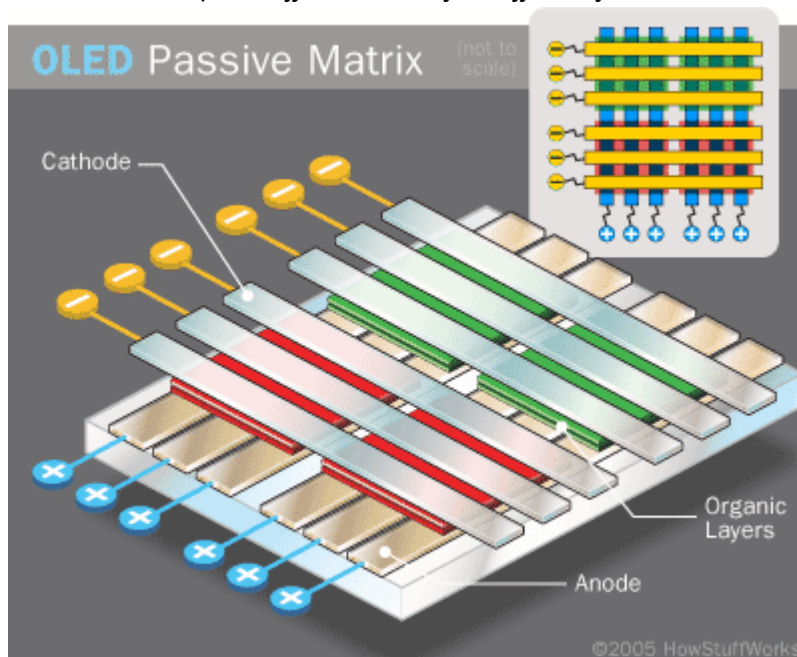 OLED Passive Matrix
(not to
scale)
Cathode
Organic
Layers
Anode
©2005 HowStuffWorks